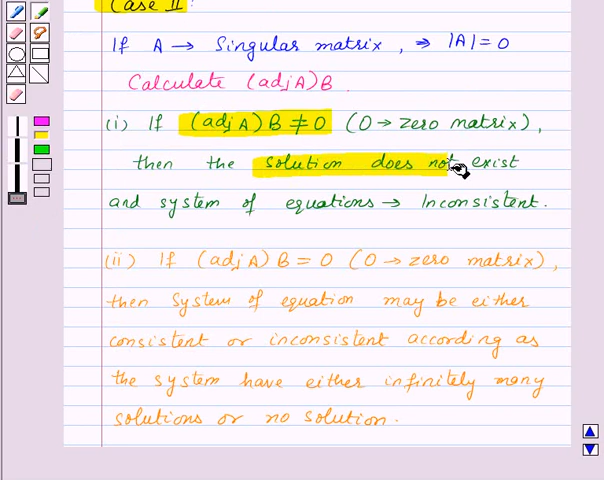 Case II:
If A → Singular matrix, ⇒ |A| = 0
Calculate (adj A) B.
(i) If (adj A) B ≠ 0 (0 → zero matrix),
then the solution does not exist
and system of equations → Inconsistent.
(ii) If (adj A) B = 0 (0 → zero matrix),
then System of equation may be either
consistent or inconsistent according as
the system have either infinitely many
solutions or no solution.